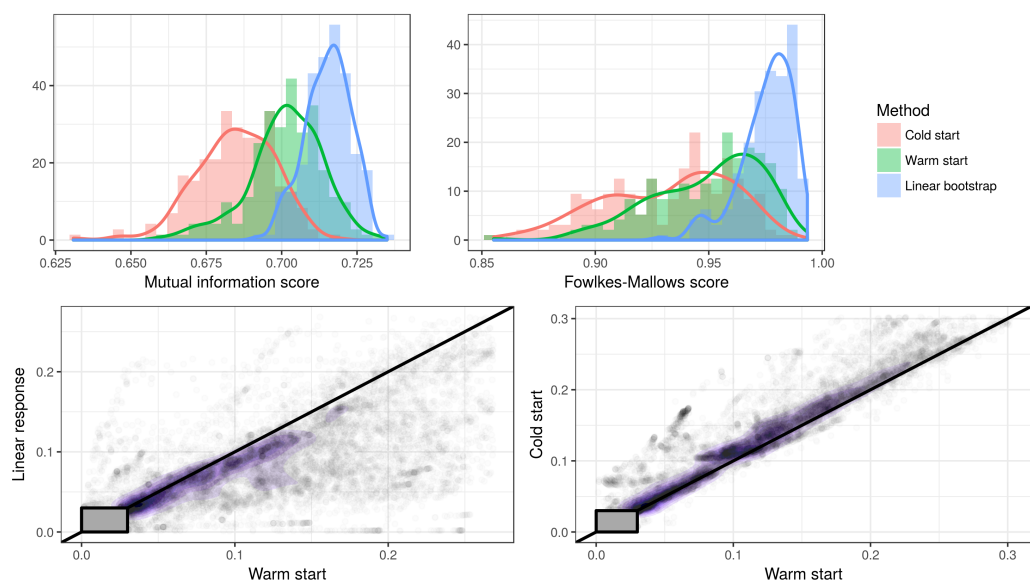 40
20
0
0.625 0.650 0.675 0.700 0.725
Mutual information score
40
30
20
10
0
0.85 0.90 0.95 1.00
Fowlkes-Mallows score
Method
Cold start
Warm start
Linear bootstrap
Linear response
0.2
0.1
0.0
0.0 0.1 0.2
Warm start
Cold start
0.3
0.2
0.1
0.0
0.0 0.1 0.2 0.3
Warm start